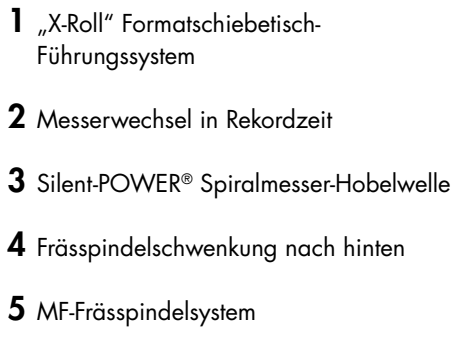 1 „X-Roll“ Formatschiebetisch-
Führungssystem
2 Messerwechsel in Rekordzeit
3 Silent-POWER® Spiralmesser-Hobelwelle
4 Frässpindelschwenkung nach hinten
5 MF-Frässpindelsystem